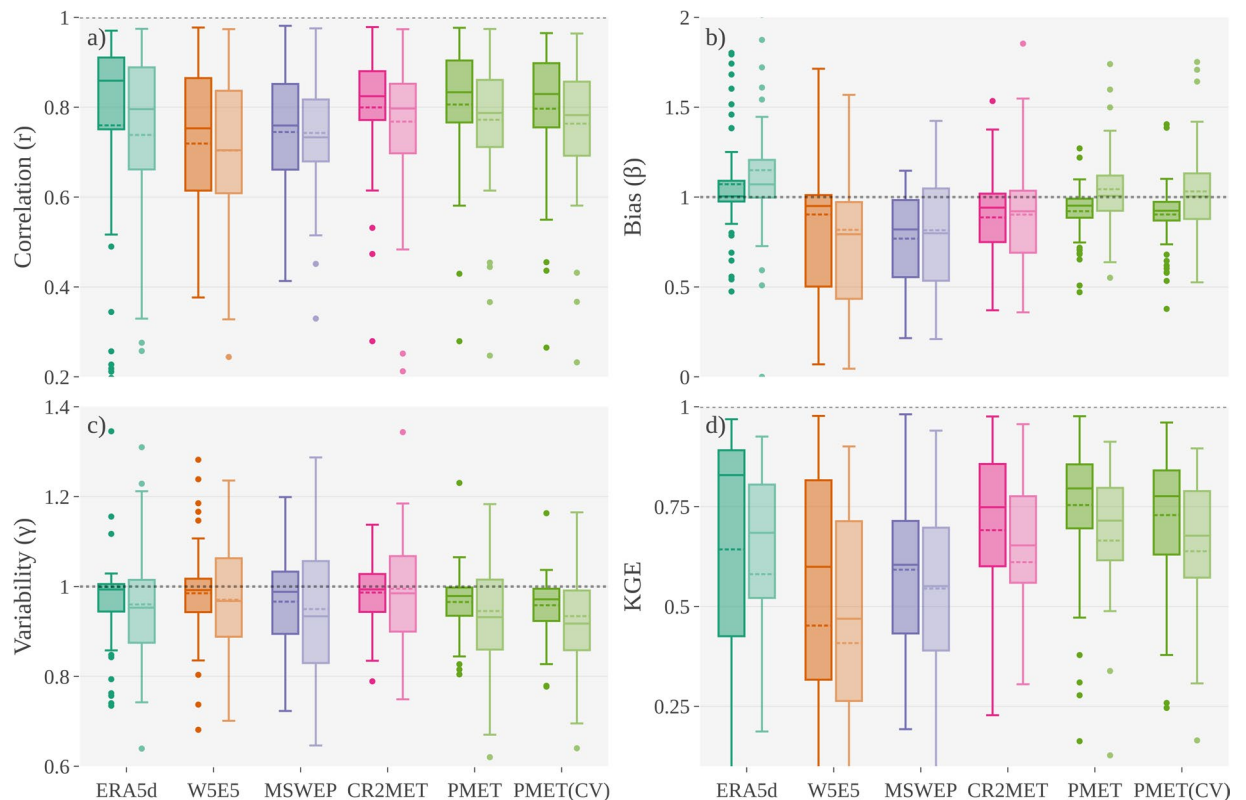 a)
Correlation (r)
1
0.8
0.6
0.4
0.2
b)
Bias (β)
2
1.5
1
0.5
0
c)
Variability (γ)
1.4
1.2
1
0.8
0.6
ERA5d W5E5 MSWEP CR2MET PMET PMET(CV)
d)
KGE
1
0.75
0.5
0.25
ERA5d W5E5 MSWEP CR2MET PMET PMET(CV)